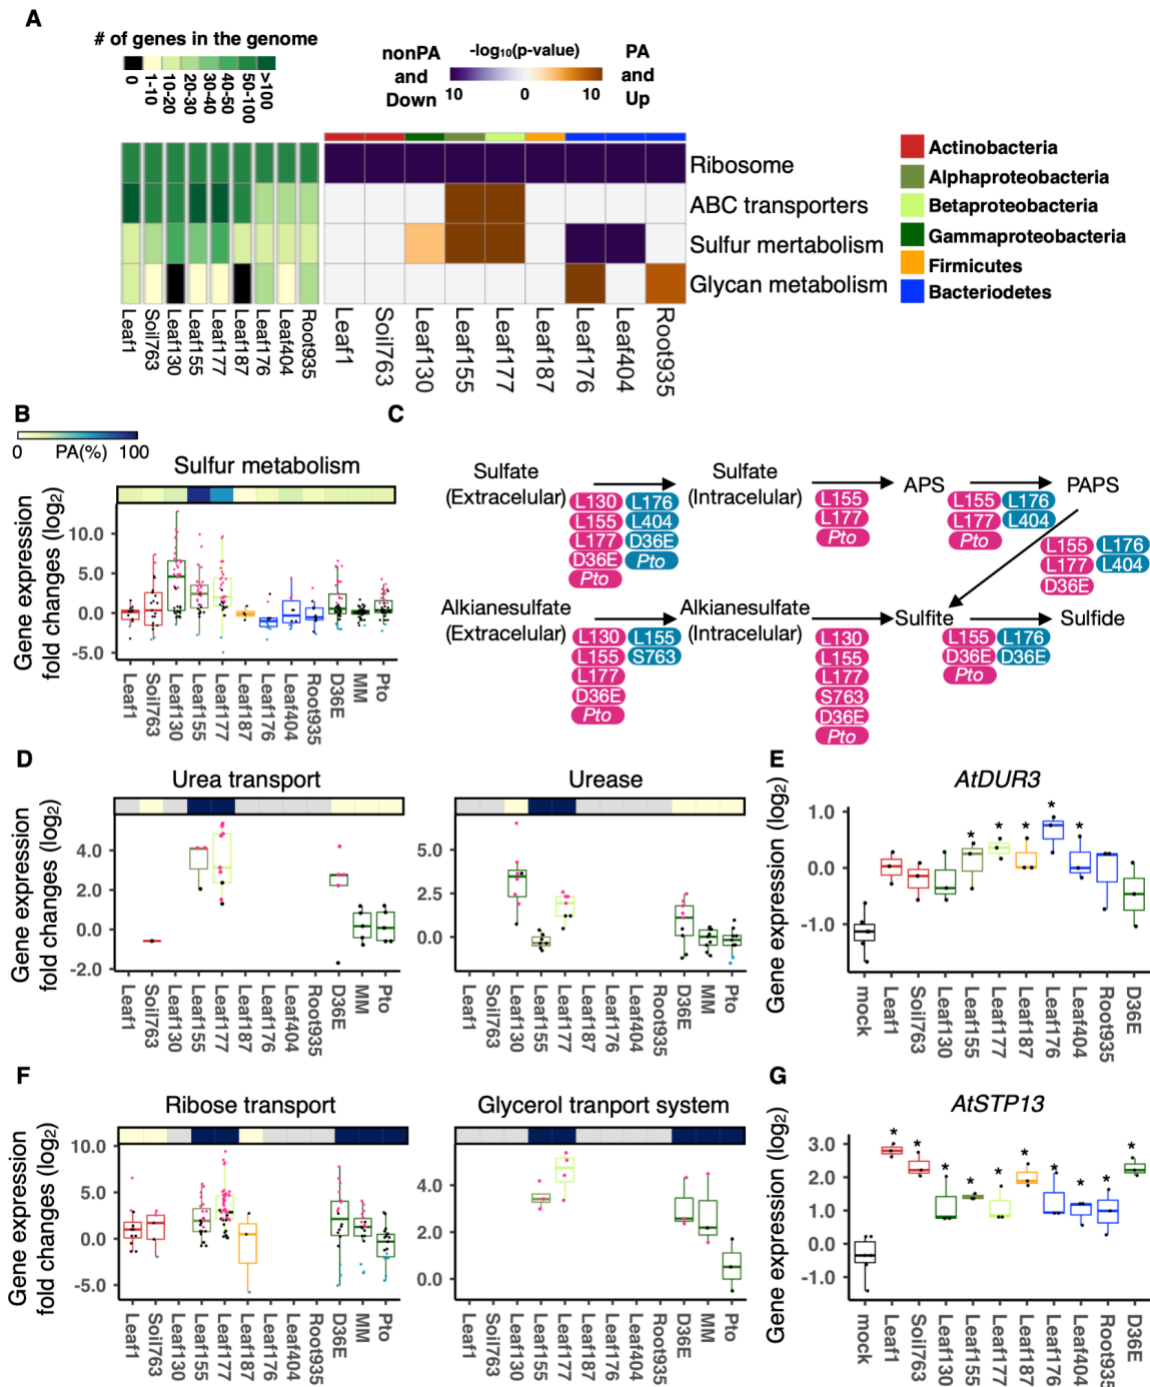 A
# of genes in the genome
0
1-10
10-20
20-30
30-40
40-50
50-100
>100
nonPA and Down
-log10(p-value)
PA and Up
10 0 10
Ribosome
ABC transporters
Sulfur mertabolism
Glycan metabolism
Leaf1 Soil763 Leaf130 Leaf155 Leaf177 Leaf187 Leaf176 Leaf404 Root935
Leaf1 Soil763 Leaf130 Leaf155 Leaf177 Leaf187 Leaf176 Leaf404 Root935
Actinobacteria
Alphaproteobacteria
Betaproteobacteria
Gammaproteobacteria
Firmicutes
Bacteriodetes
B
0 PA(%) 100
Sulfur metabolism
Gene expression
fold changes (log2)
10.0
5.0
0.0
-5.0
Leaf1 Soil763 Leaf130 Leaf155 Leaf177 Leaf187 Leaf176 Leaf404 Root935 D36E MM Pto
C
Sulfate
(Extracelular)
L130 L176
L155 L404
L177 D36E
D36E Pto
Pto
Sulfate
(Intracelular)
L155
L177
Pto
APS
L155 L176
L177 L404
Pto
PAPS
L155 L176
L177 L404
D36E
Alkianesulfate
(Extracelular)
L130 L155
L155 S763
L177
D36E
Pto
Alkianesulfate
(Intracelular)
L130
L155
L177
S763
D36E
Pto
Sulfite
L155 L176
D36E D36E
Pto
Sulfide
D
Urea transport
Gene expression
fold changes (log2)
4.0
2.0
0.0
-2.0
Leaf1 Soil763 Leaf130 Leaf155 Leaf177 Leaf187 Leaf176 Leaf404 Root935 D36E MM Pto
Urease
5.0
2.5
0.0
Leaf1 Soil763 Leaf130 Leaf155 Leaf177 Leaf187 Leaf176 Leaf404 Root935 D36E MM Pto
E
AtDUR3
Gene expression (log2)
1.0
0.0
-1.0
* * * * *
mock Leaf1 Soil763 Leaf130 Leaf155 Leaf177 Leaf187 Leaf176 Leaf404 Root935 D36E
F
Ribose transport
Gene expression
fold changes (log2)
10.0
5.0
0.0
-5.0
Leaf1 Soil763 Leaf130 Leaf155 Leaf177 Leaf187 Leaf176 Leaf404 Root935 D36E MM Pto
Glycerol tranport system
4.0
2.0
0.0
Leaf1 Soil763 Leaf130 Leaf155 Leaf177 Leaf187 Leaf176 Leaf404 Root935 D36E MM Pto
G
AtSTP13
Gene expression (log2)
3.0
2.0
1.0
0.0
-1.0
* * * * * * * * * *
mock Leaf1 Soil763 Leaf130 Leaf155 Leaf177 Leaf187 Leaf176 Leaf404 Root935 D36E